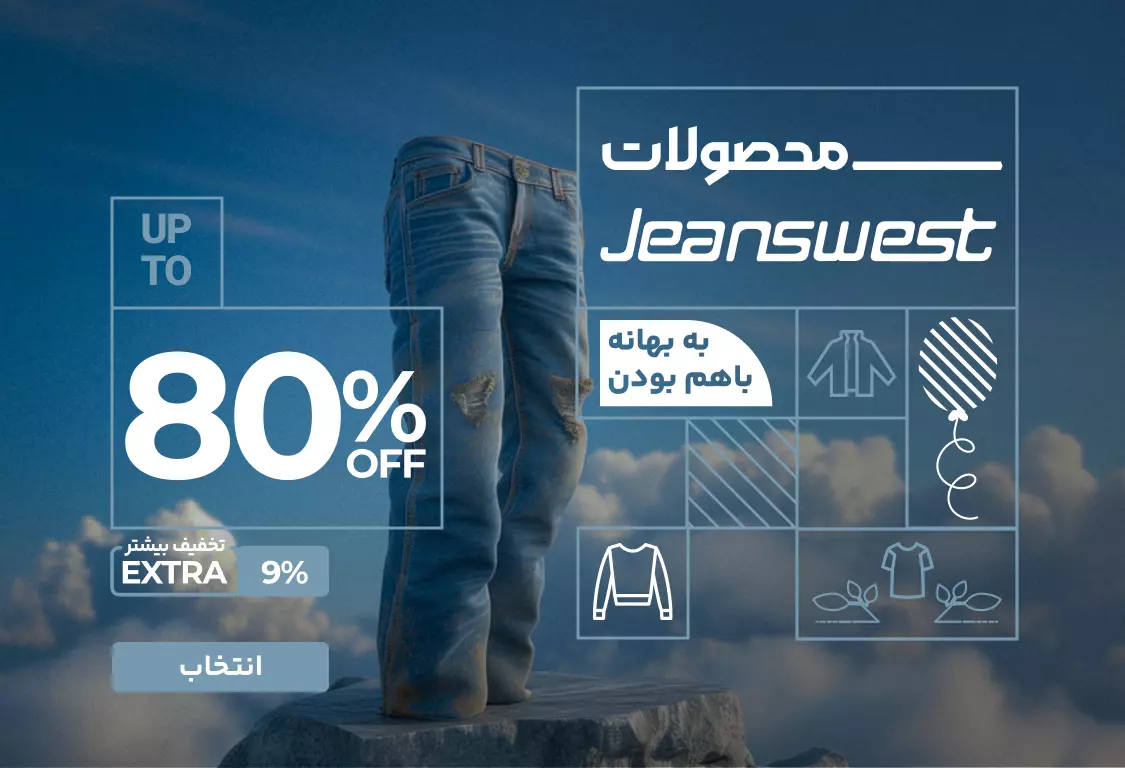 محصولات
Jeanswest
به بهانه
باهم بودن
UP
TO
80%
OFF
تخفیف بیشتر
EXTRA 9%
انتخاب